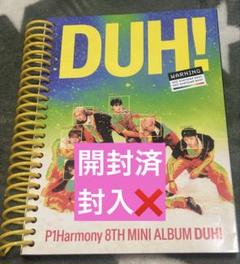 DUH!
WARNING
開封済
封入❌
P1Harmony 8TH MINI ALBUM DUH!